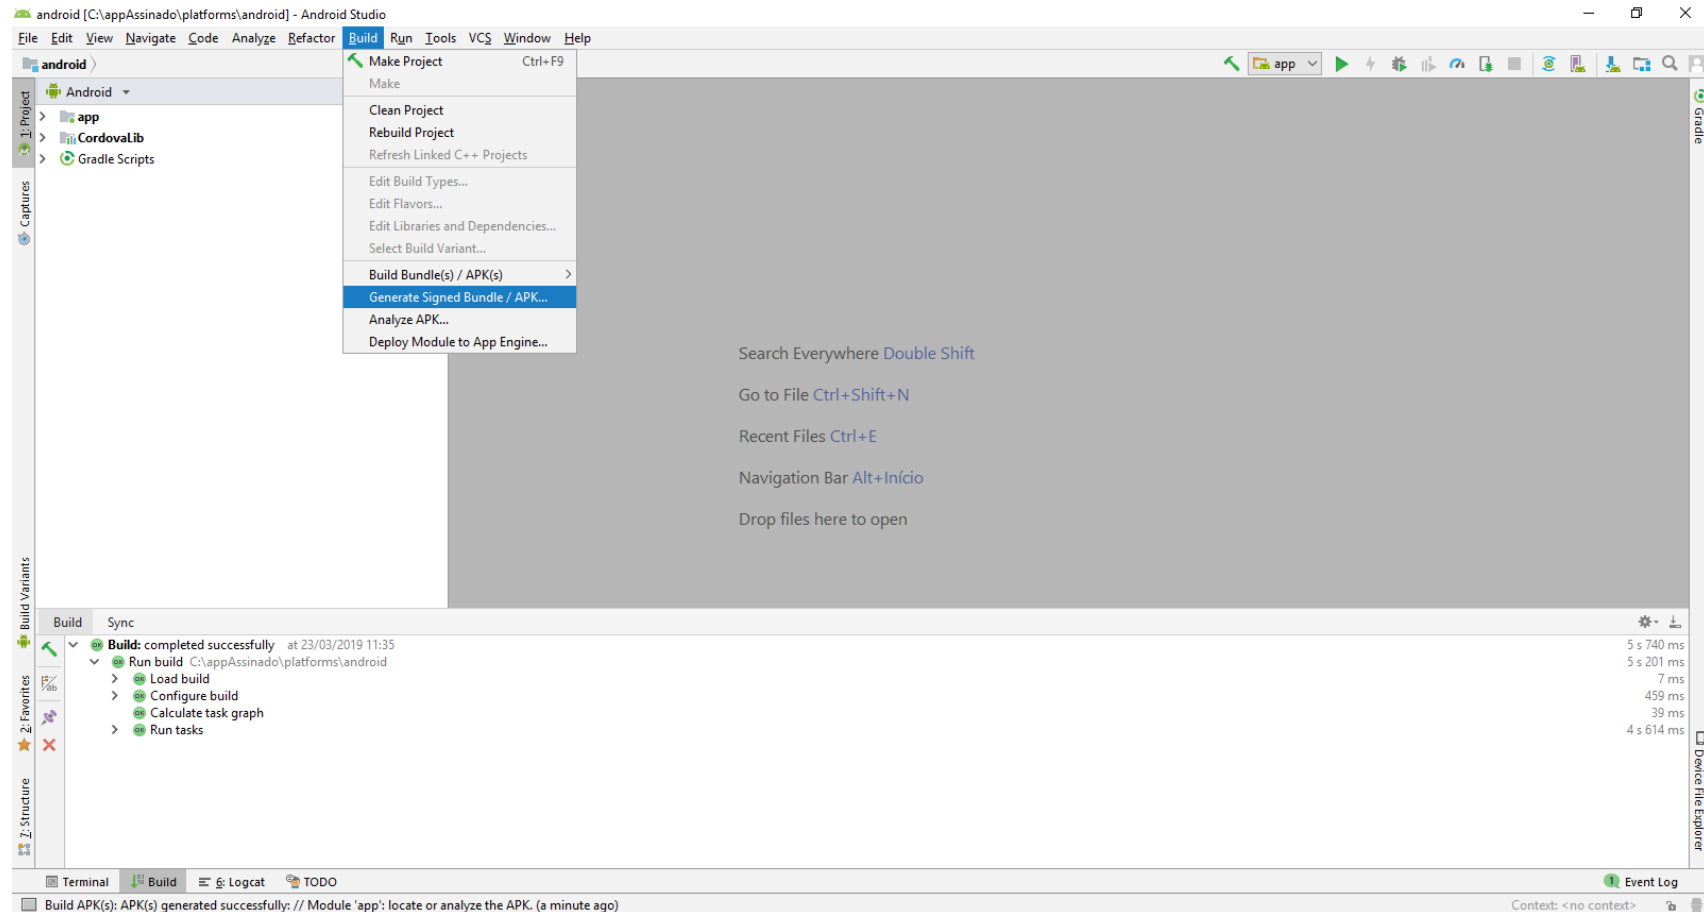 android [C:\appAssinado\platforms\android] - Android Studio
File Edit View Navigate Code Analyze Refactor Build Run Tools VCS Window Help
android
app
Android
1: Project
Captures
Build Variants
2: Favorites
7: Structure
Gradle
Device File Explorer
app
CordovaLib
Gradle Scripts
Make Project Ctrl+F9
Make
Clean Project
Rebuild Project
Refresh Linked C++ Projects
Edit Build Types...
Edit Flavors...
Edit Libraries and Dependencies...
Select Build Variant...
Build Bundle(s) / APK(s)
Generate Signed Bundle / APK...
Analyze APK...
Deploy Module to App Engine...
Search Everywhere Double Shift
Go to File Ctrl+Shift+N
Recent Files Ctrl+E
Navigation Bar Alt+Início
Drop files here to open
Build Sync
Build: completed successfully at 23/03/2019 11:35 5 s 740 ms
Run build C:\appAssinado\platforms\android 5 s 201 ms
Load build 7 ms
Configure build 459 ms
Calculate task graph 39 ms
Run tasks 4 s 614 ms
Terminal Build 6: Logcat TODO 1 Event Log
Build APK(s): APK(s) generated successfully: // Module 'app': locate or analyze the APK. (a minute ago) Context: <no context>